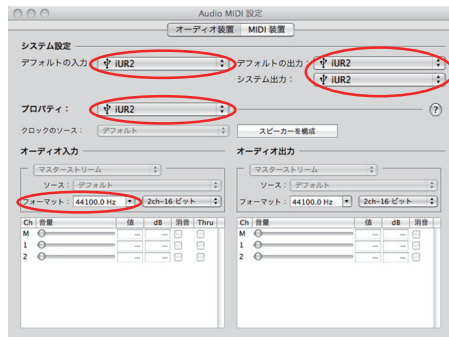 Audio MIDI 設定
オーディオ装置 MIDI 装置
システム設定
デフォルトの入力 iUR2 デフォルトの出力: iUR2
システム出力: iUR2
プロパティ: iUR2 ?
クロックのソース: デフォルト スピーカーを構成
オーディオ入力 オーディオ出力
マスターストリーム マスターストリーム
ソース: デフォルト ソース: デフォルト
フォーマット: 44100.0 Hz 2ch-16 ビット フォーマット: 44100.0 Hz 2ch-16 ビット
Ch 音量 値 dB 消音 Thru Ch 音量 値 dB 消音
M -- -- M -- --
1 -- -- 1 -- --
2 -- -- 2 -- --